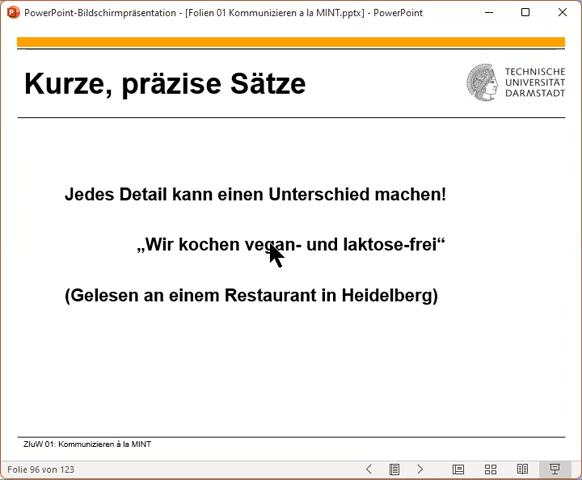 PowerPoint-Bildschirmpräsentation - [Folien 01 Kommunizieren a la MINT.pptx] - PowerPoint
Kurze, präzise Sätze
TECHNISCHE
UNIVERSITÄT
DARMSTADT
Jedes Detail kann einen Unterschied machen!
„Wir kochen vegan- und laktose-frei“
(Gelesen an einem Restaurant in Heidelberg)
ZIuW 01: Kommunizieren à la MINT
Folie 96 von 123